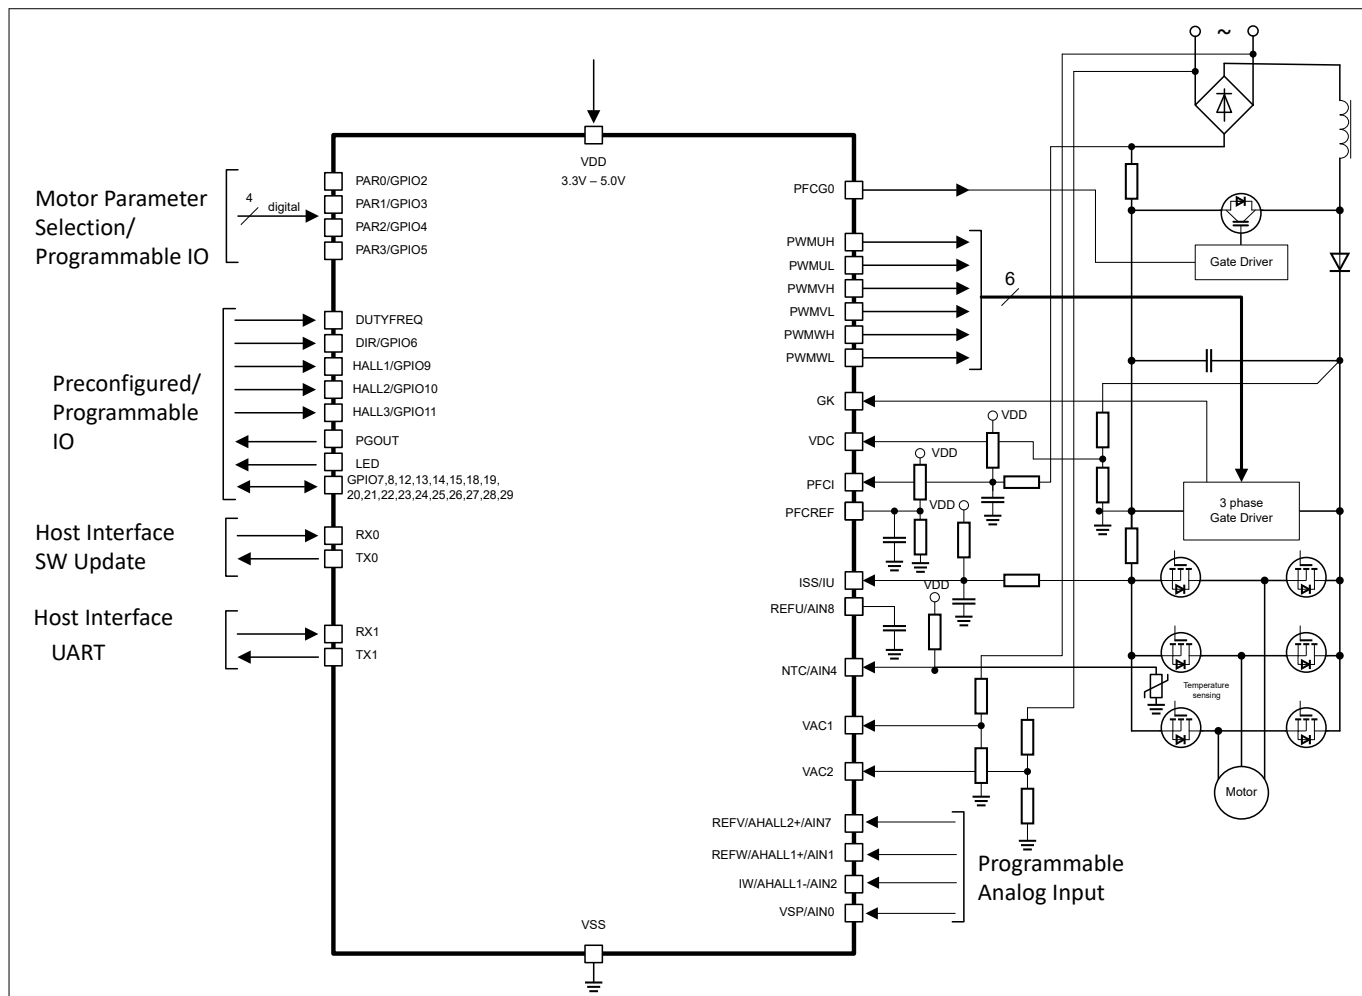 ~
VDD
3.3V – 5.0V
Motor Parameter
Selection/
Programmable IO
4
digital
PAR0/GPIO2
PAR1/GPIO3
PAR2/GPIO4
PAR3/GPIO5
Preconfigured/
Programmable
IO
DUTYFREQ
DIR/GPIO6
HALL1/GPIO9
HALL2/GPIO10
HALL3/GPIO11
PGOUT
LED
GPIO7,8,12,13,14,15,18,19,
20,21,22,23,24,25,26,27,28,29
Host Interface
SW Update
RX0
TX0
Host Interface
UART
RX1
TX1
VSS
PFCG0
PWMUH
PWMUL
PWMVH
PWMVL
PWMWH
PWMWL
6
GK
VDC
PFCI
PFCREF
ISS/IU
REFU/AIN8
NTC/AIN4
VAC1
VAC2
REFV/AHALL2+/AIN7
REFW/AHALL1+/AIN1
IW/AHALL1-/AIN2
VSP/AIN0
Programmable
Analog Input
VDD
VDD
VDD
VDD
Gate Driver
3 phase
Gate Driver
Temperature
sensing
Motor